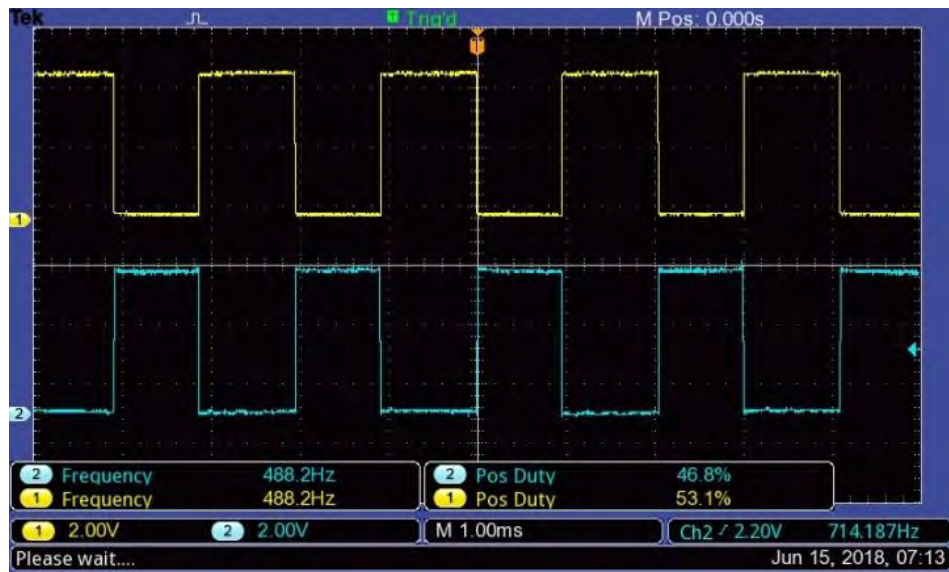 Tek T Trig'd M Pos: 0.000s
T
1
2
2 Frequency 488.2Hz 2 Pos Duty 46.8%
1 Frequency 488.2Hz 1 Pos Duty 53.1%
1 2.00V 2 2.00V M 1.00ms Ch2 2.20V 714.187Hz
Please wait.... Jun 15, 2018, 07:13